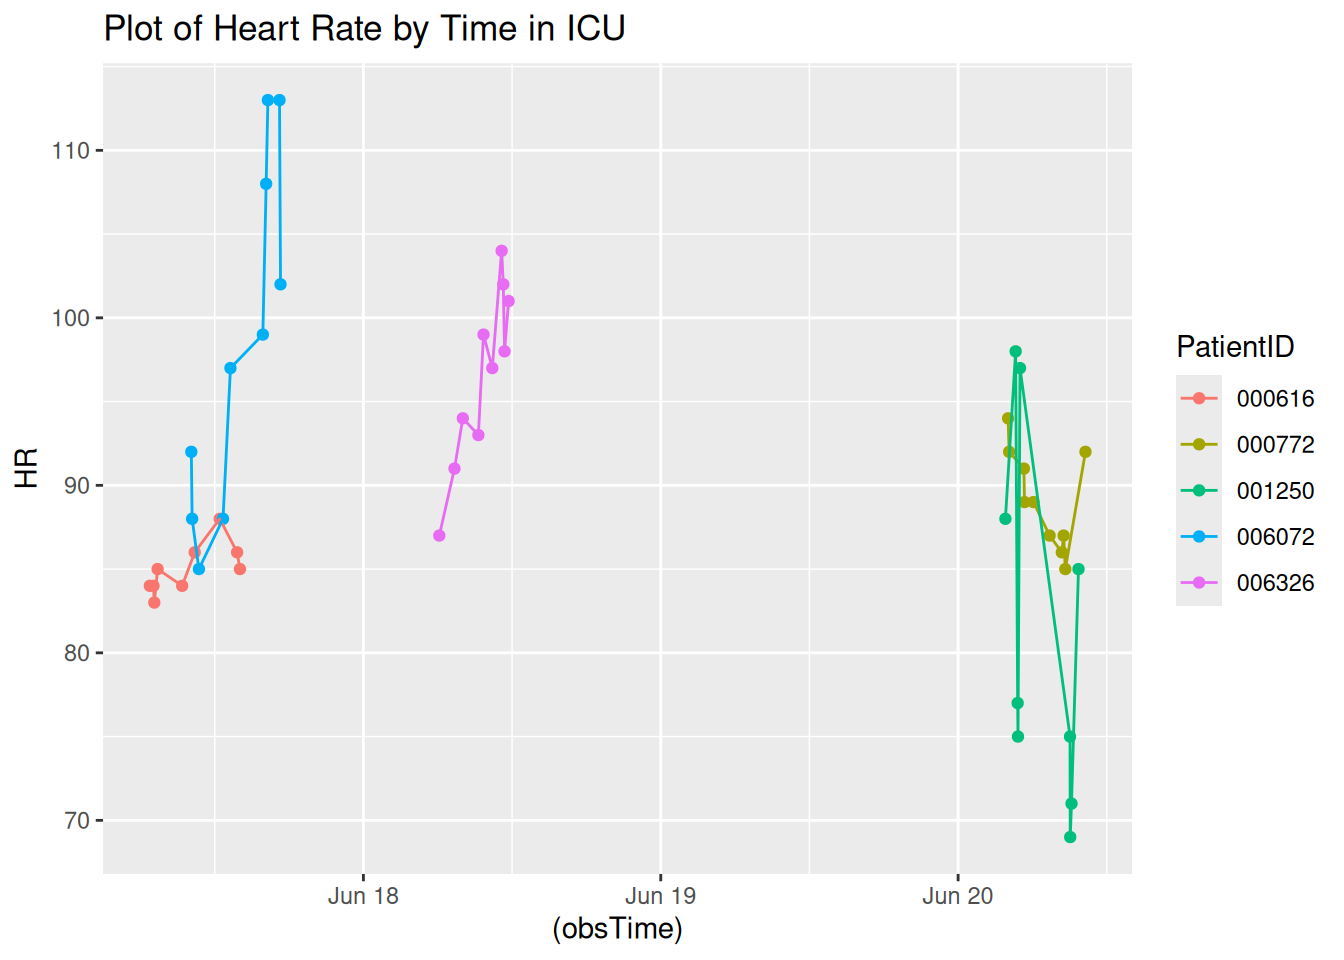 Plot of Heart Rate by Time in ICU
110
100
90
80
70
HR
Jun 18
Jun 19
Jun 20
(obsTime)
PatientID
000616
000772
001250
006072
006326